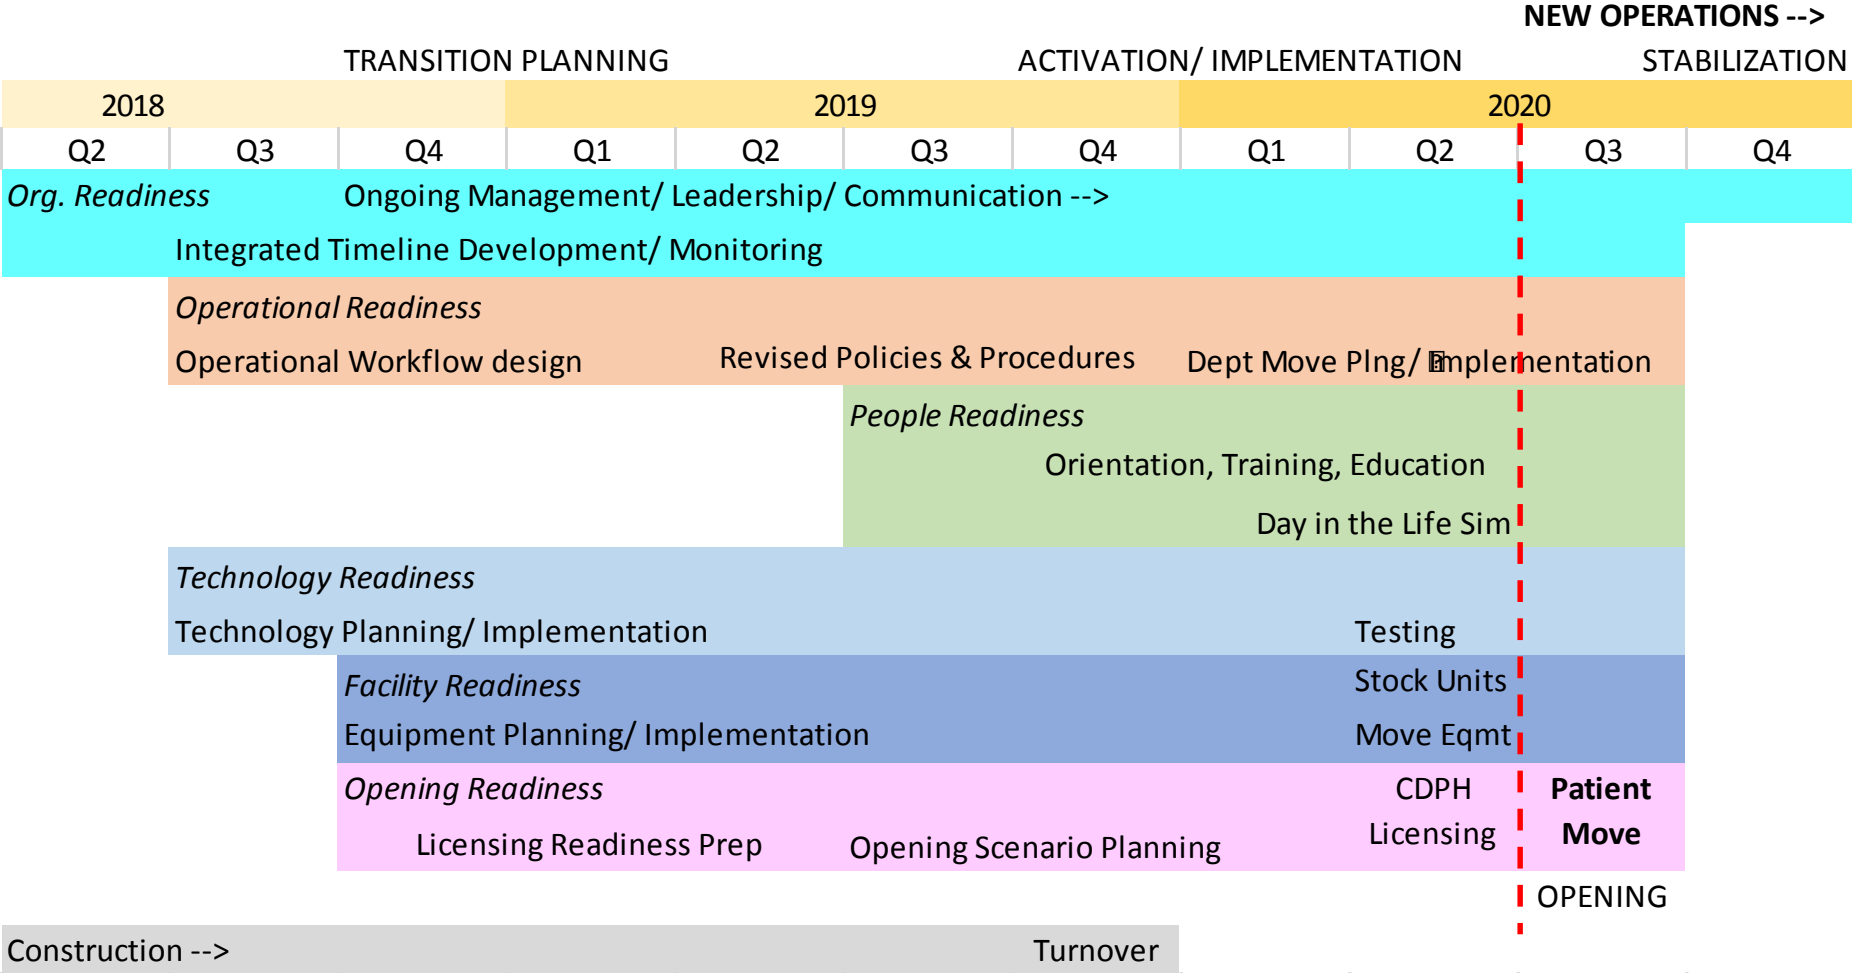 NEW OPERATIONS -->
TRANSITION PLANNING ACTIVATION/ IMPLEMENTATION STABILIZATION
2018 2019 2020
Q2 Q3 Q4 Q1 Q2 Q3 Q4 Q1 Q2 Q3 Q4
Org. Readiness Ongoing Management/ Leadership/ Communication -->
Integrated Timeline Development/ Monitoring
Operational Readiness
Operational Workflow design Revised Policies & Procedures Dept Move Plng/ Implementation
People Readiness
Orientation, Training, Education
Day in the Life Sim
Technology Readiness
Technology Planning/ Implementation Testing
Facility Readiness Stock Units
Equipment Planning/ Implementation Move Eqmt
Opening Readiness CDPH Patient
Licensing Readiness Prep Opening Scenario Planning Licensing Move
OPENING
Construction --> Turnover